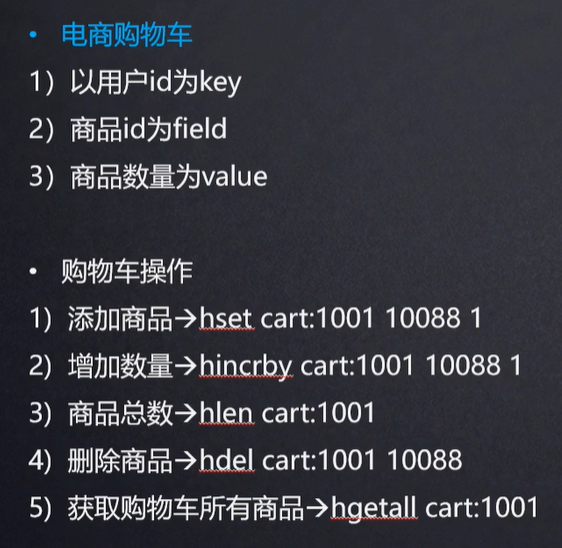 • 电商购物车
1) 以用户id为key
2) 商品id为field
3) 商品数量为value
• 购物车操作
1) 添加商品→hset cart:1001 10088 1
2) 增加数量→hincrby cart:1001 10088 1
3) 商品总数→hlen cart:1001
4) 删除商品→hdel cart:1001 10088
5) 获取购物车所有商品→hgetall cart:1001